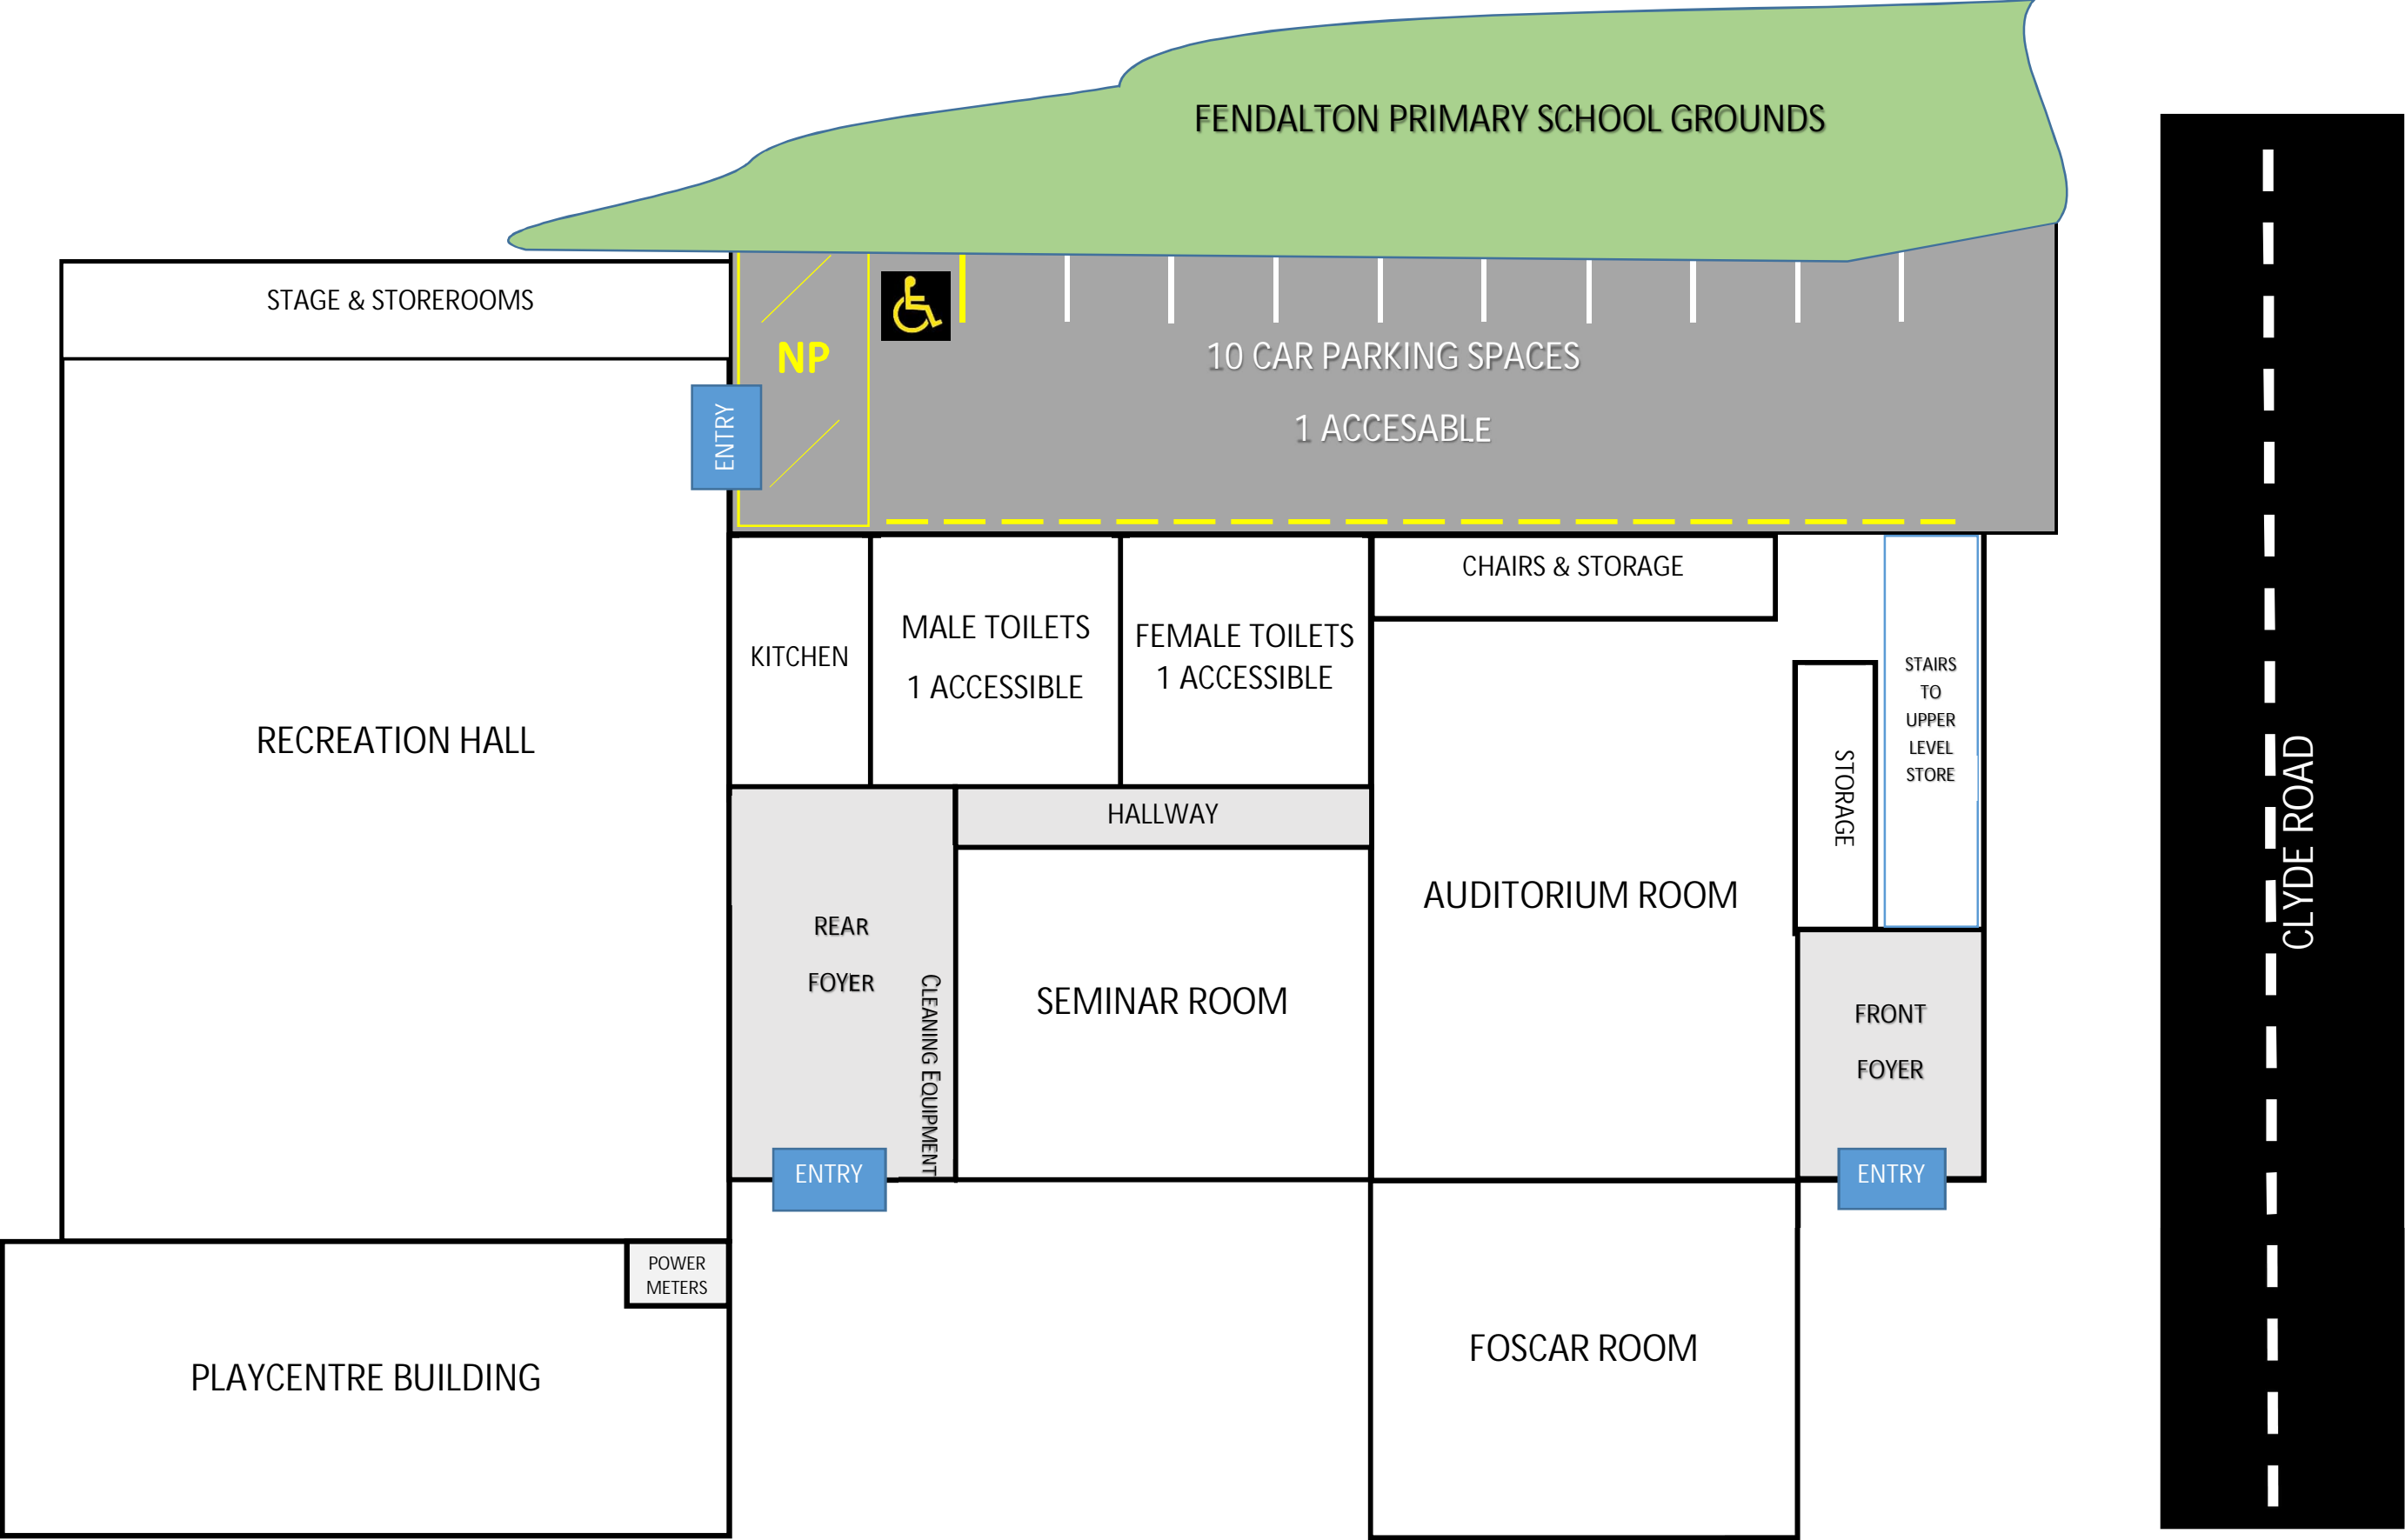 FENDALTON PRIMARY SCHOOL GROUNDS
STAGE & STOREROOMS
NP
10 CAR PARKING SPACES
1 ACCESABLE
ENTRY
CHAIRS & STORAGE
KITCHEN
MALE TOILETS
1 ACCESSIBLE
FEMALE TOILETS
1 ACCESSIBLE
STAIRS
TO
UPPER
LEVEL
STORE
RECREATION HALL
STORAGE
HALLWAY
CLYDE ROAD
AUDITORIUM ROOM
REAR
FOYER
CLEANING EQUIPMENT
SEMINAR ROOM
FRONT
FOYER
ENTRY
ENTRY
POWER
METERS
FOSCAR ROOM
PLAYCENTRE BUILDING